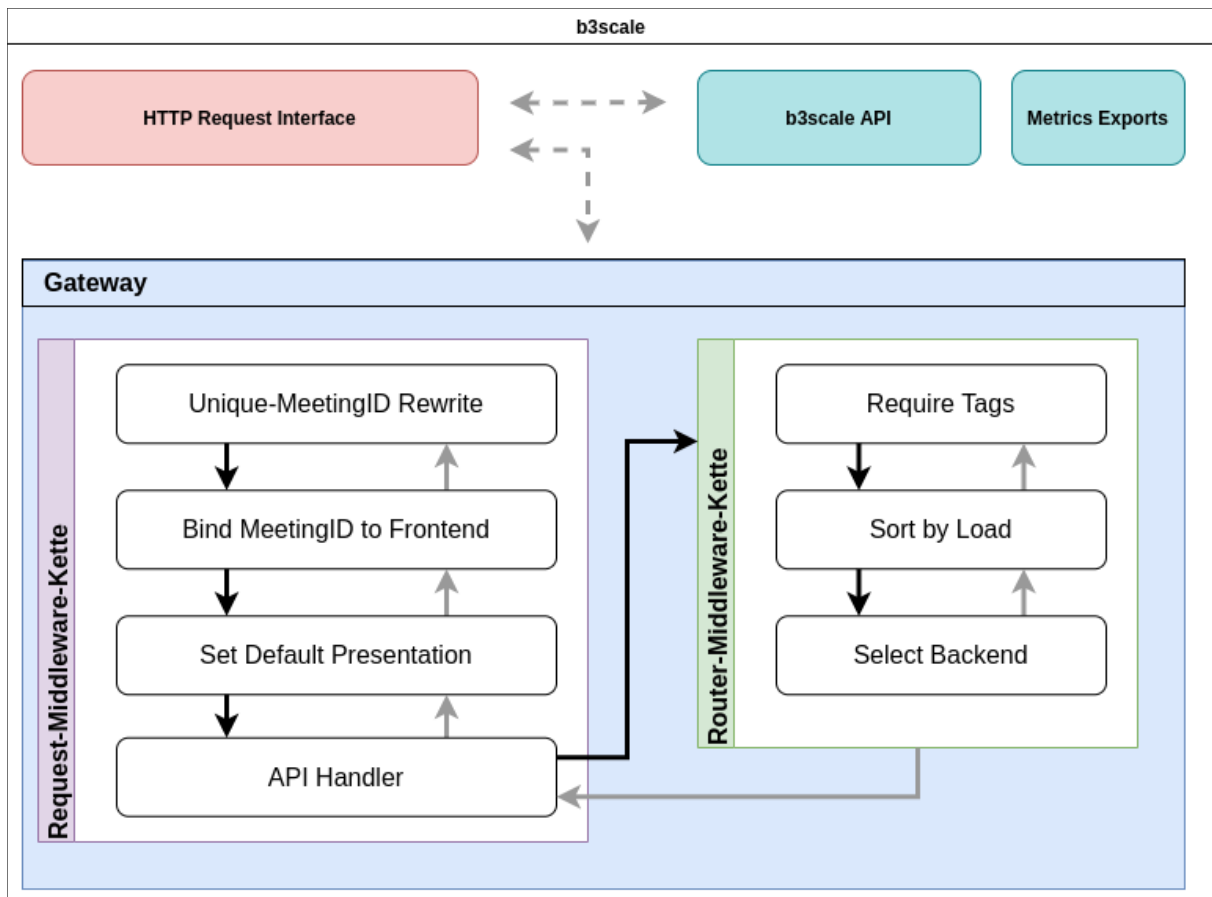 b3scale
HTTP Request Interface
b3scale API
Metrics Exports
Gateway
Request-Middleware-Kette
Unique-MeetingID Rewrite
Bind MeetingID to Frontend
Set Default Presentation
API Handler
Router-Middleware-Kette
Require Tags
Sort by Load
Select Backend